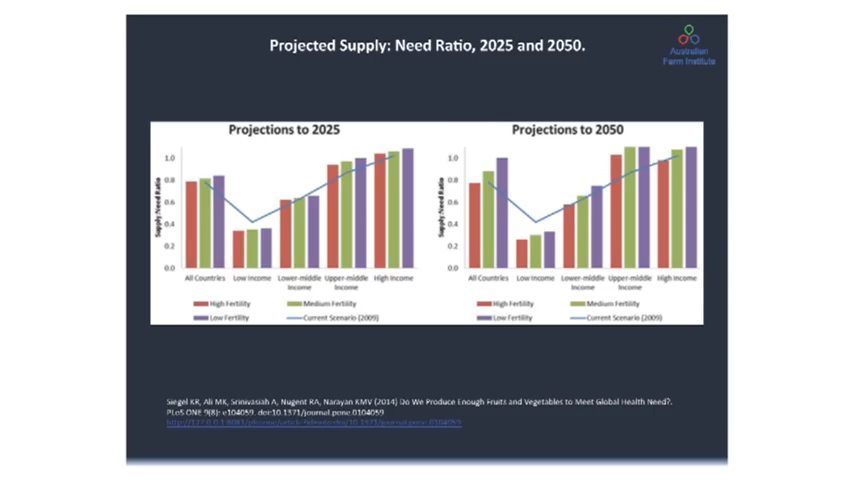 Projected Supply: Need Ratio, 2025 and 2050.
Australian
Farm Institute
Projections to 2025
Supply:Need Ratio
1.0
0.8
0.6
0.4
0.2
0.0
All Countries
Low Income
Lower-middle
Income
Upper-middle
Income
High Income
High Fertility
Medium Fertility
Low Fertility
Current Scenario (2009)
Projections to 2050
Supply:Need Ratio
1.0
0.8
0.6
0.4
0.2
0.0
All Countries
Low Income
Lower-middle
Income
Upper-middle
Income
High Income
High Fertility
Medium Fertility
Low Fertility
Current Scenario (2009)
Siegel KR, Ali MK, Srinivasiah A, Nugent RA, Narayan KMV (2014) Do We Produce Enough Fruits and Vegetables to Meet Global Health Need?.
PLoS ONE 9(8): e104059. doi:10.1371/journal.pone.0104059